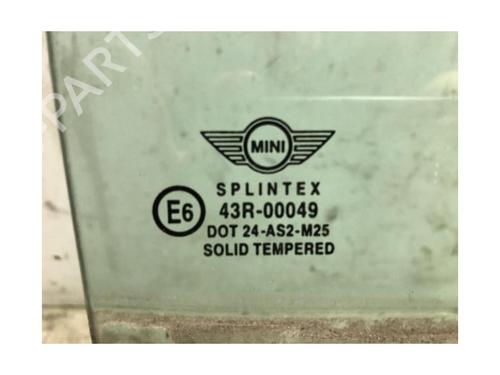 MINI
SPLINTEX
E6 43R-00049
DOT 24-AS2-M25
SOLID TEMPERED